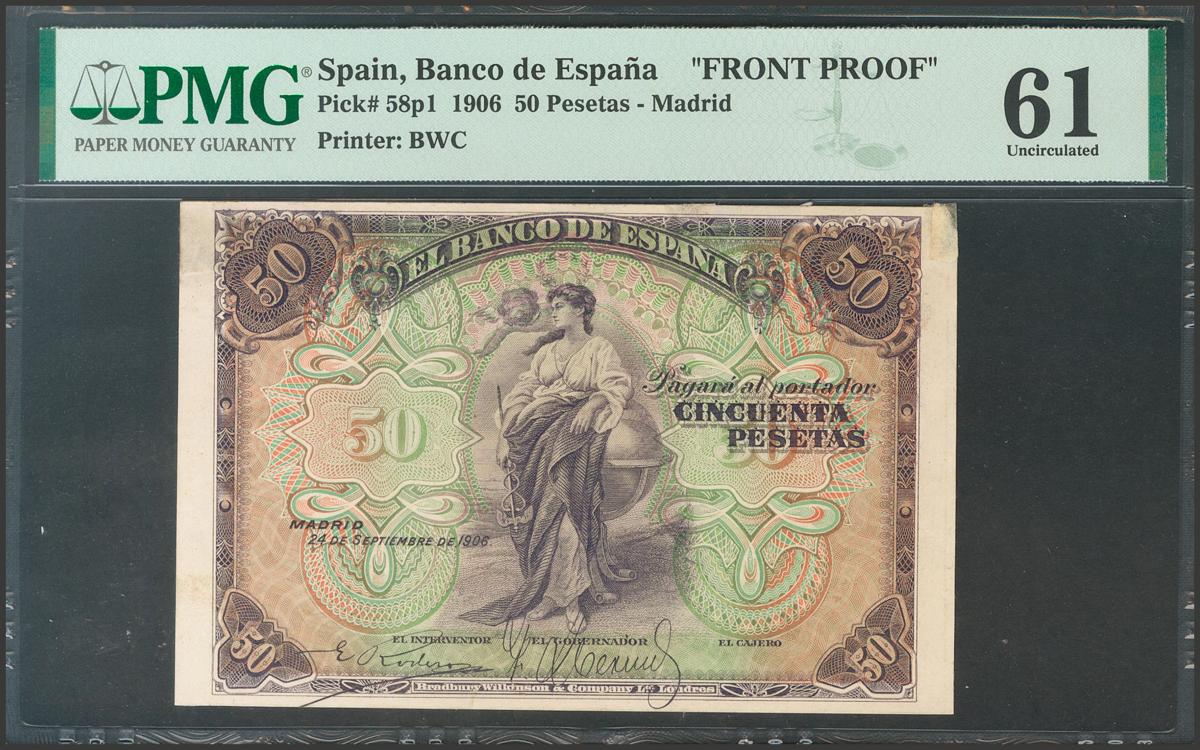 PMG®
PAPER MONEY GUARANTY
Spain, Banco de España "FRONT PROOF"
Pick# 58p1 1906 50 Pesetas - Madrid
Printer: BWC
61
Uncirculated
50
EL BANCO DE ESPAÑA
50
Pagará al portador
CINCUENTA
PESETAS
50
50
MADRID
24 DE SEPTIEMBRE DE 1906
EL INTERVENTOR EL GOBERNADOR EL CAJERO
50
50
Bradbury Wilkinson & Company Ld. Londres